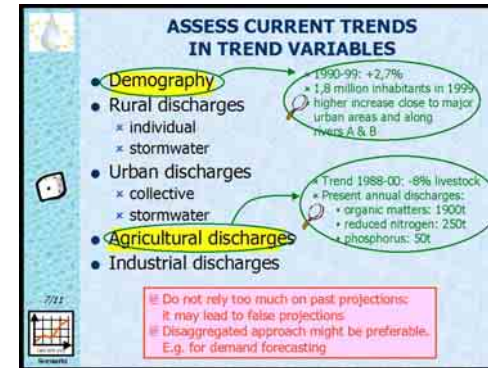 ASSESS CURRENT TRENDS
IN TREND VARIABLES
Demography
1990-99: +2,7%
1,8 million inhabitants in 1999
higher increase close to major
urban areas and along
rivers A & B
Rural discharges
individual
stormwater
Urban discharges
collective
stormwater
Agricultural discharges
Trend 1988-00: -8% livestock
Present annual discharges:
organic matters: 1900t
reduced nitrogen: 250t
phosphorus: 50t
Industrial discharges
Do not rely too much on past projections:
it may lead to false projections
Disaggregated approach might be preferable.
E.g. for demand forecasting
7/11
Scenario